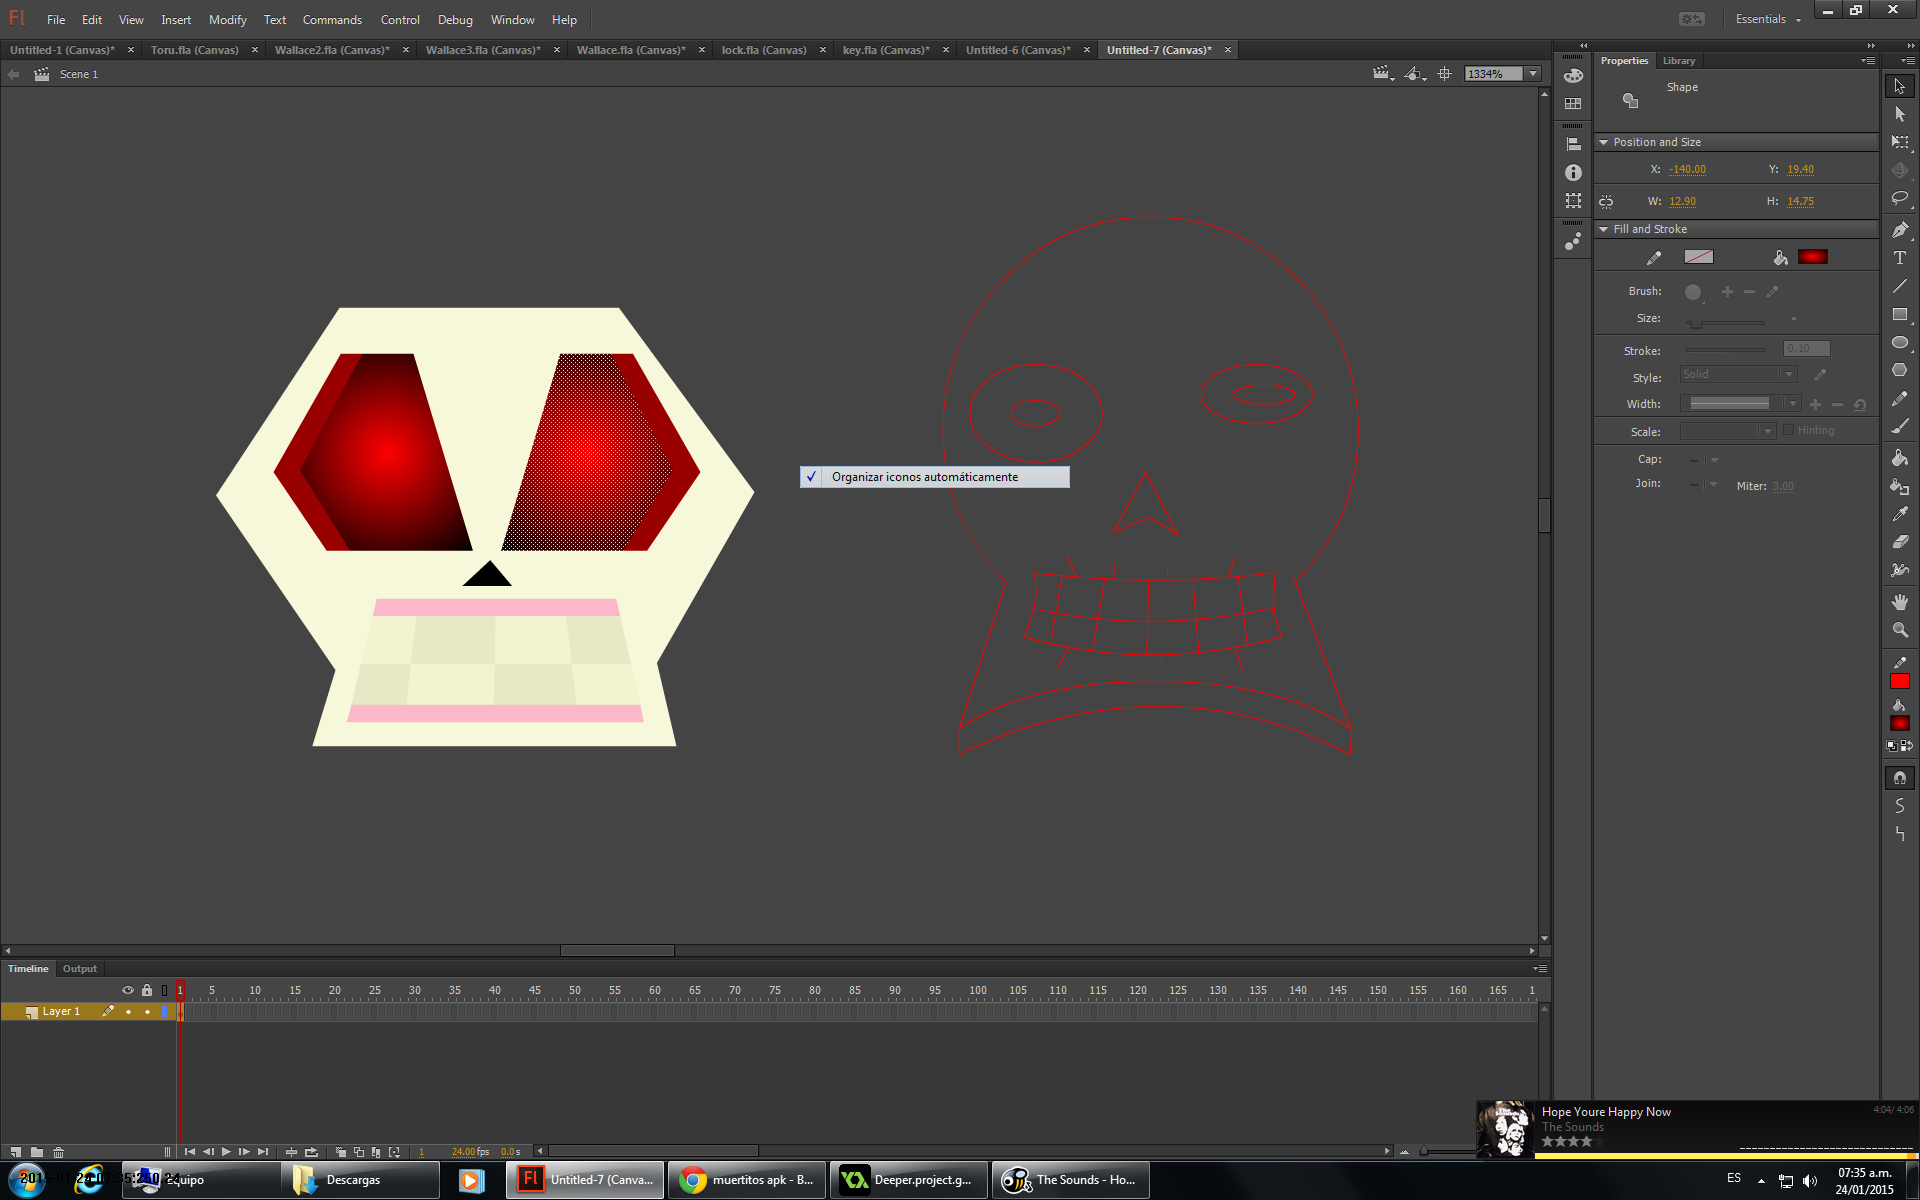 Fl File Edit View Insert Modify Text Commands Control Debug Window Help Essentials
Untitled-1 (Canvas)* Toru.fla (Canvas) Wallace2.fla (Canvas)* Wallace3.fla (Canvas)* Wallace.fla (Canvas)* lock.fla (Canvas) key.fla (Canvas)* Untitled-6 (Canvas)* Untitled-7 (Canvas)*
Scene 1 1334%
Properties Library
Shape
Position and Size
X: -140.00 Y: 19.40
W: 12.90 H: 14.75
Fill and Stroke
Brush:
Size:
Stroke: 0.10
Style: Solid
Width:
Scale: Hinting
Cap:
Join: Miter: 3.00
Organizar iconos automáticamente
Timeline Output
1 5 10 15 20 25 30 35 40 45 50 55 60 65 70 75 80 85 90 95 100 105 110 115 120 125 130 135 140 145 150 155 160 165 1
Layer 1
1 24.00 fps 0.0 s
Hope Youre Happy Now 4:04/ 4:06
The Sounds
Equipo Descargas Fl Untitled-7 (Canva... muertitos apk - B... Deeper.project.g... The Sounds - Ho... ES
07:35 a.m.
24/01/2015